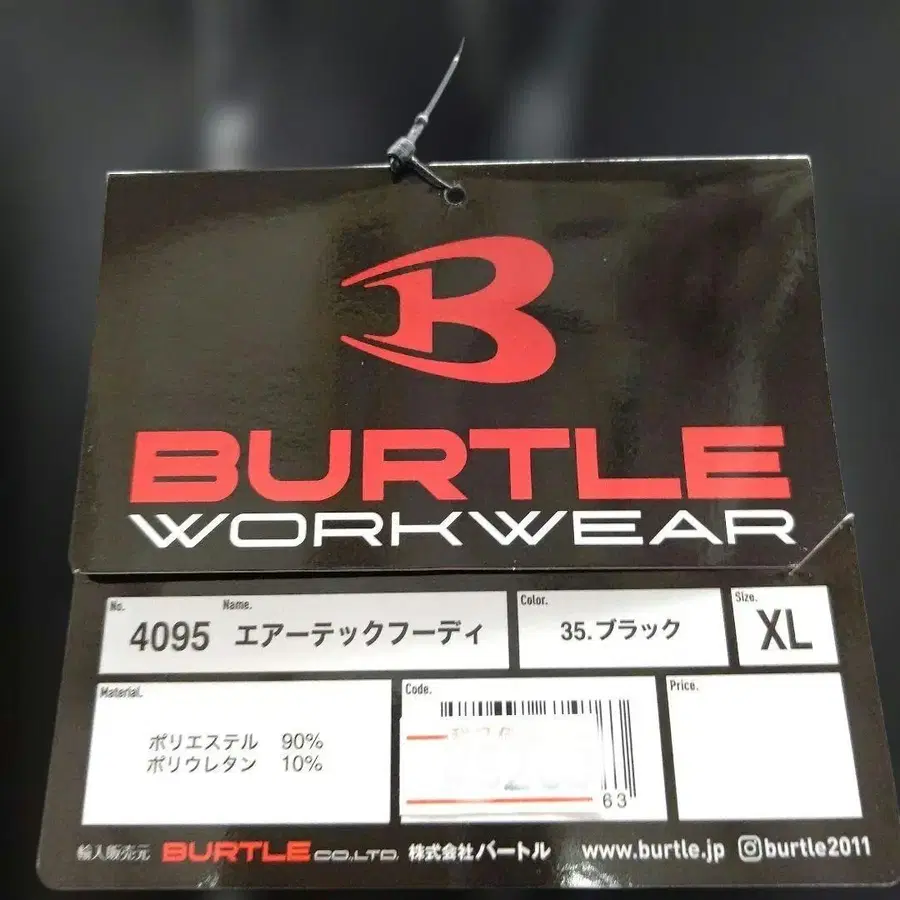 BURTLE
WORKWEAR
No. Name. Color. Size.
4095 エアーテックフーディ 35.ブラック XL
Material. Code. Price.
ポリエステル 90%
ポリウレタン 10%
63
輸入販売元 BURTLE CO.,LTD. 株式会社バートル www.burtle.jp burtle2011